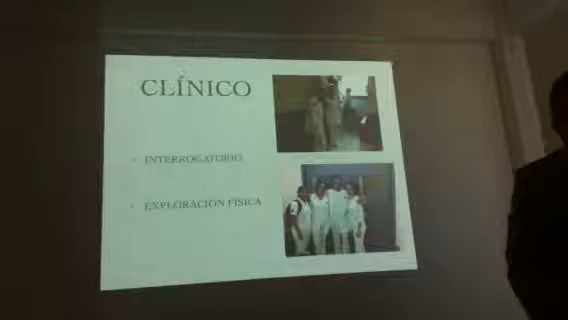 CLÍNICO
• INTERROGATORIO
• EXPLORACIÓN FÍSICA